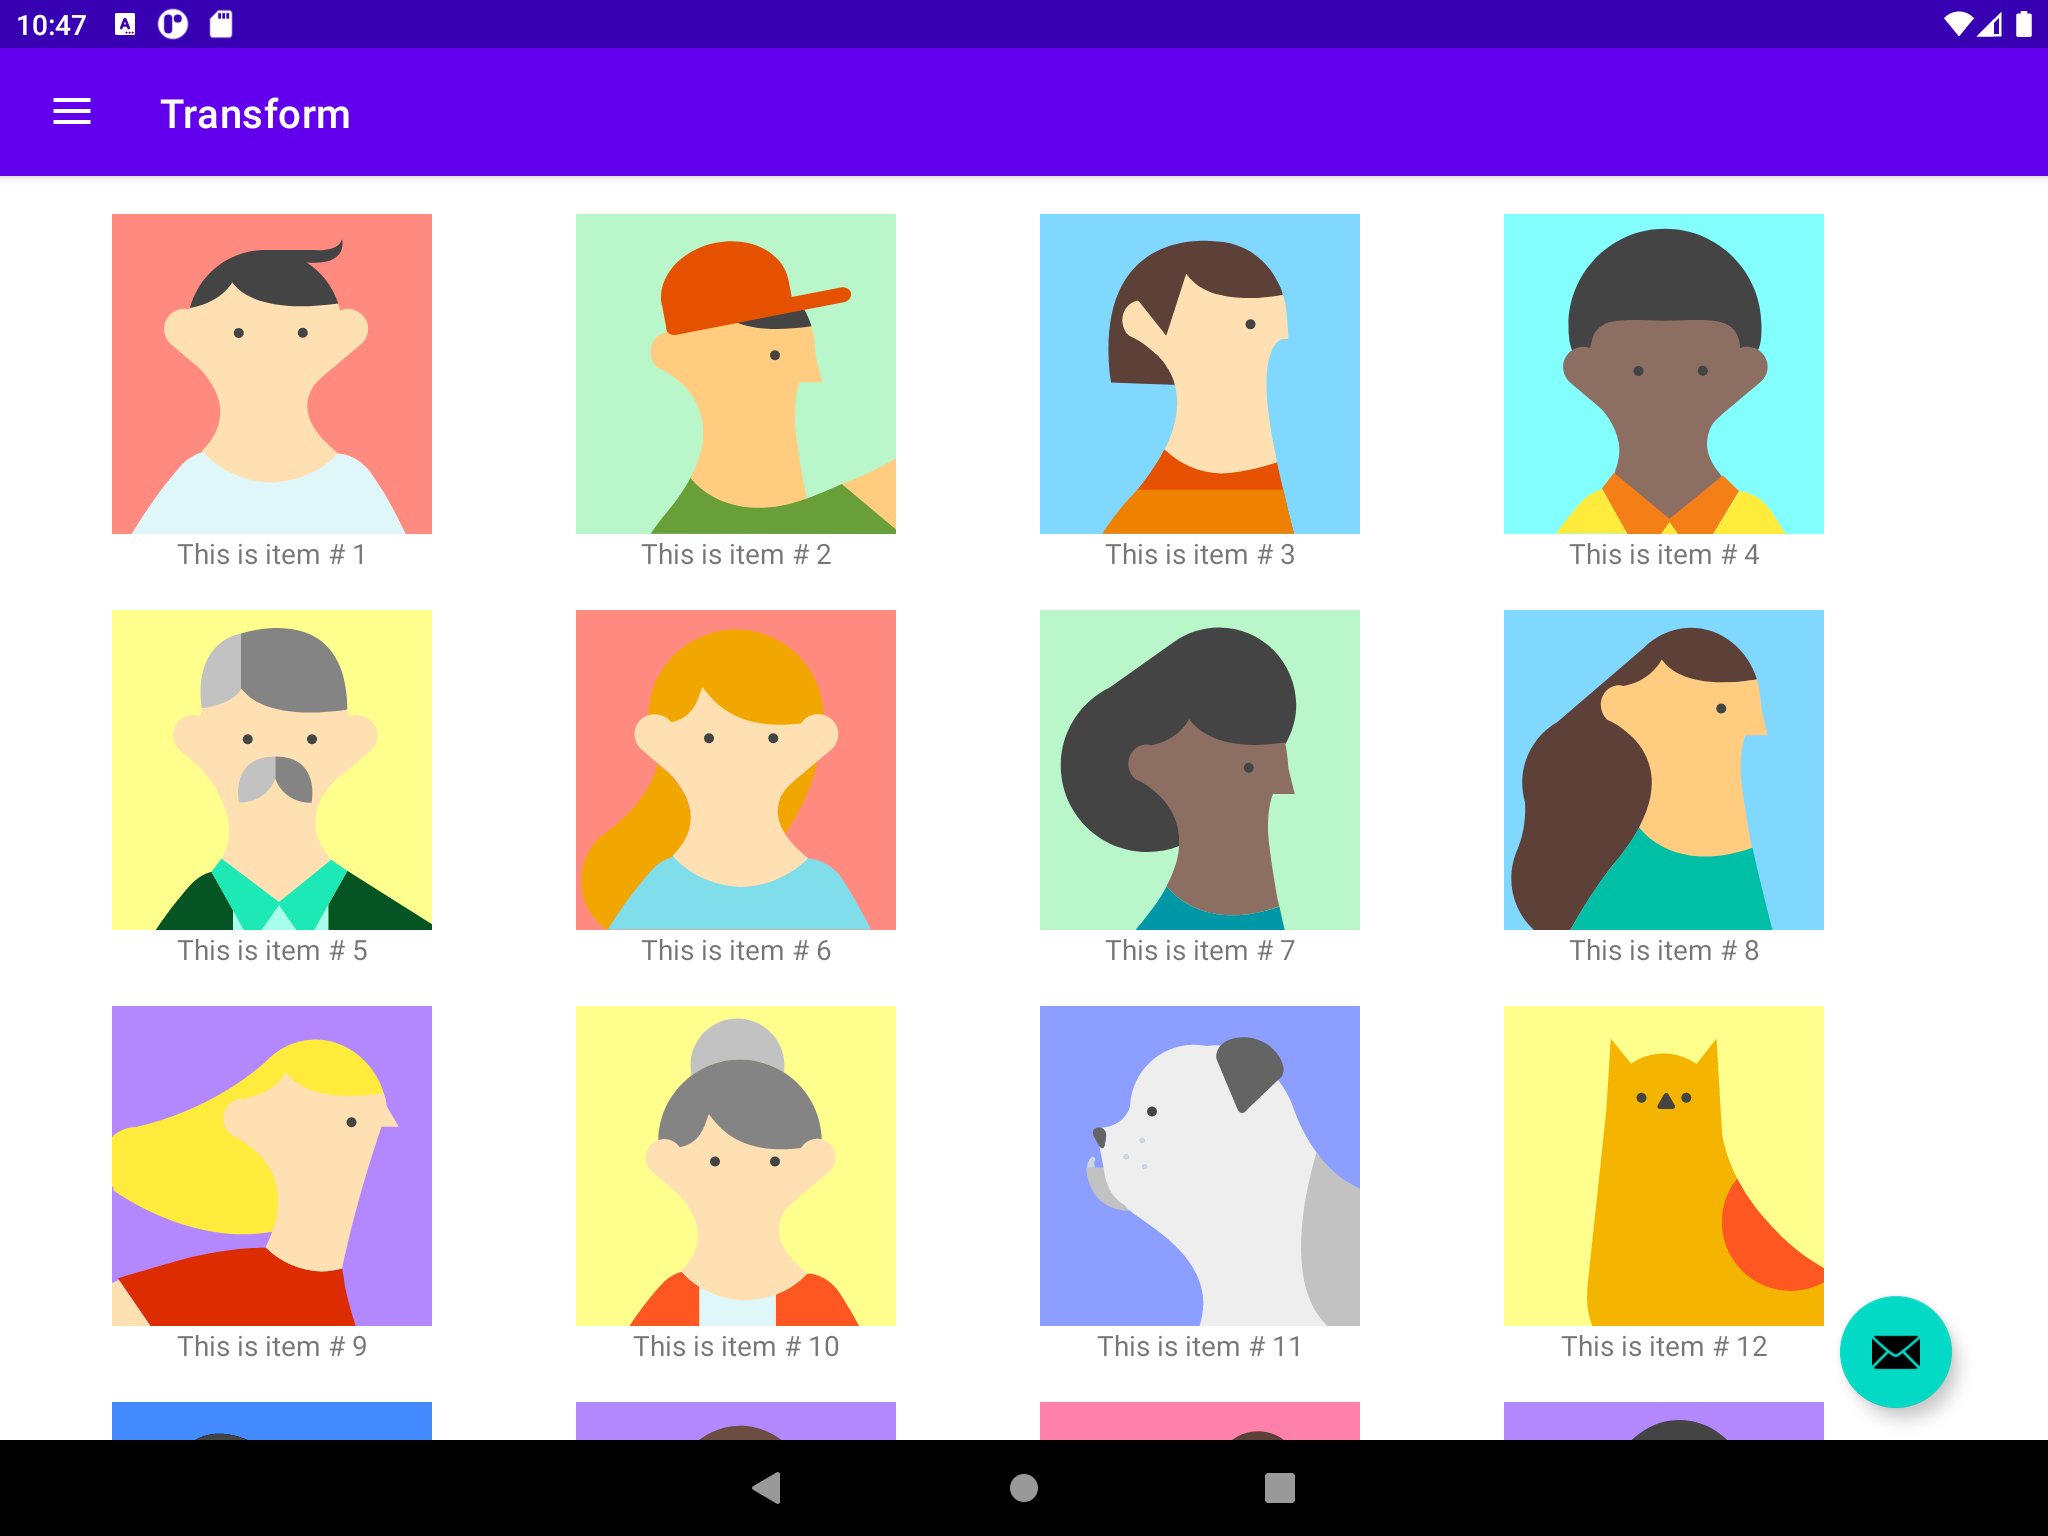 10:47
Transform
This is item # 1
This is item # 2
This is item # 3
This is item # 4
This is item # 5
This is item # 6
This is item # 7
This is item # 8
This is item # 9
This is item # 10
This is item # 11
This is item # 12